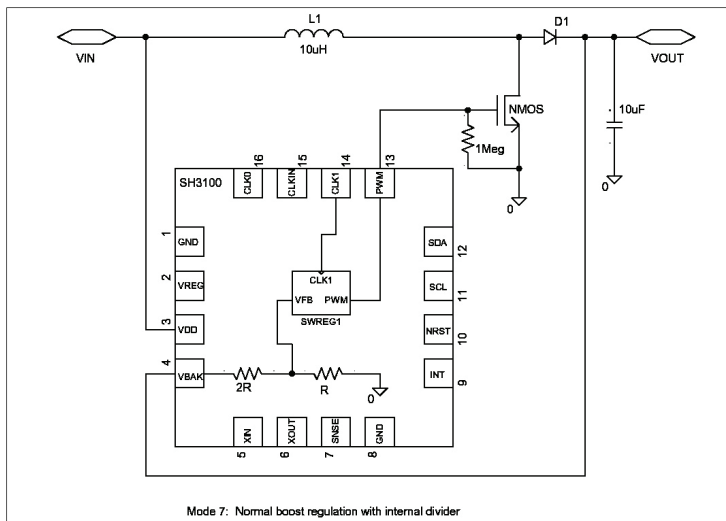 L1
D1
VIN
10uH
VOUT
NMOS
10uF
1Meg
0
0
16
15
14
13
SH3100
CLK0
CLKIN
CLK1
PWM
1
GND
SDA
12
2
VREG
CLK1
SCL
11
VFB
PWM
3
VDD
SWREG1
NRST
10
4
VBAK
2R
R
0
INT
9
XIN
XOUT
SNSE
GND
5
6
7
8
Mode 7: Normal boost regulation with internal divider